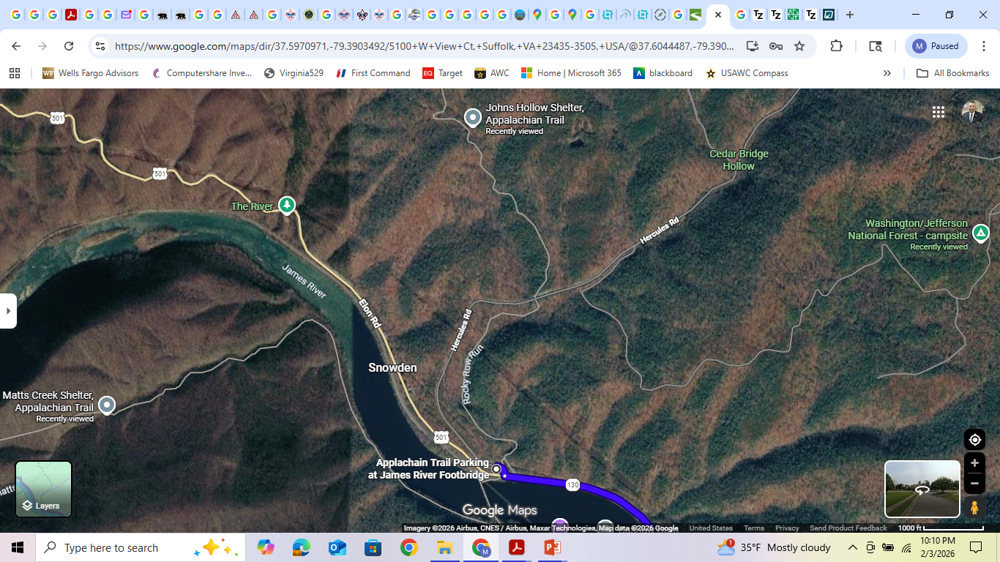 https://www.google.com/maps/dir/37.5970971,-79.3903492/5100+W+View+Ct,+Suffolk,+VA+23435-3505,+USA/@37.6044487,-79.390...
M
Paused
WF
Wells Fargo Advisors
Computershare Inve...
Virginia529
First Command
EQ
Target
AWC
Home | Microsoft 365
blackboard
USAWC Compass
»
All Bookmarks
501
Johns Hollow Shelter,
Appalachian Trail
Recently viewed
Cedar Bridge
Hollow
501
The River
Washington/Jefferson
National Forest - campsite
Recently viewed
Hercules Rd
James River
Elon Rd
Hercules Rd
Rocky Row Run
Snowden
Matts Creek Shelter,
Appalachian Trail
Recently viewed
501
Applachain Trail Parking
at James River Footbridge
130
Layers
Google Maps
Imagery ©2026 Airbus, CNES / Airbus, Maxar Technologies, Map data ©2026 Google United States Terms Privacy Send Product Feedback 1000 ft
Type here to search
35°F Mostly cloudy
10:10 PM
2/3/2026